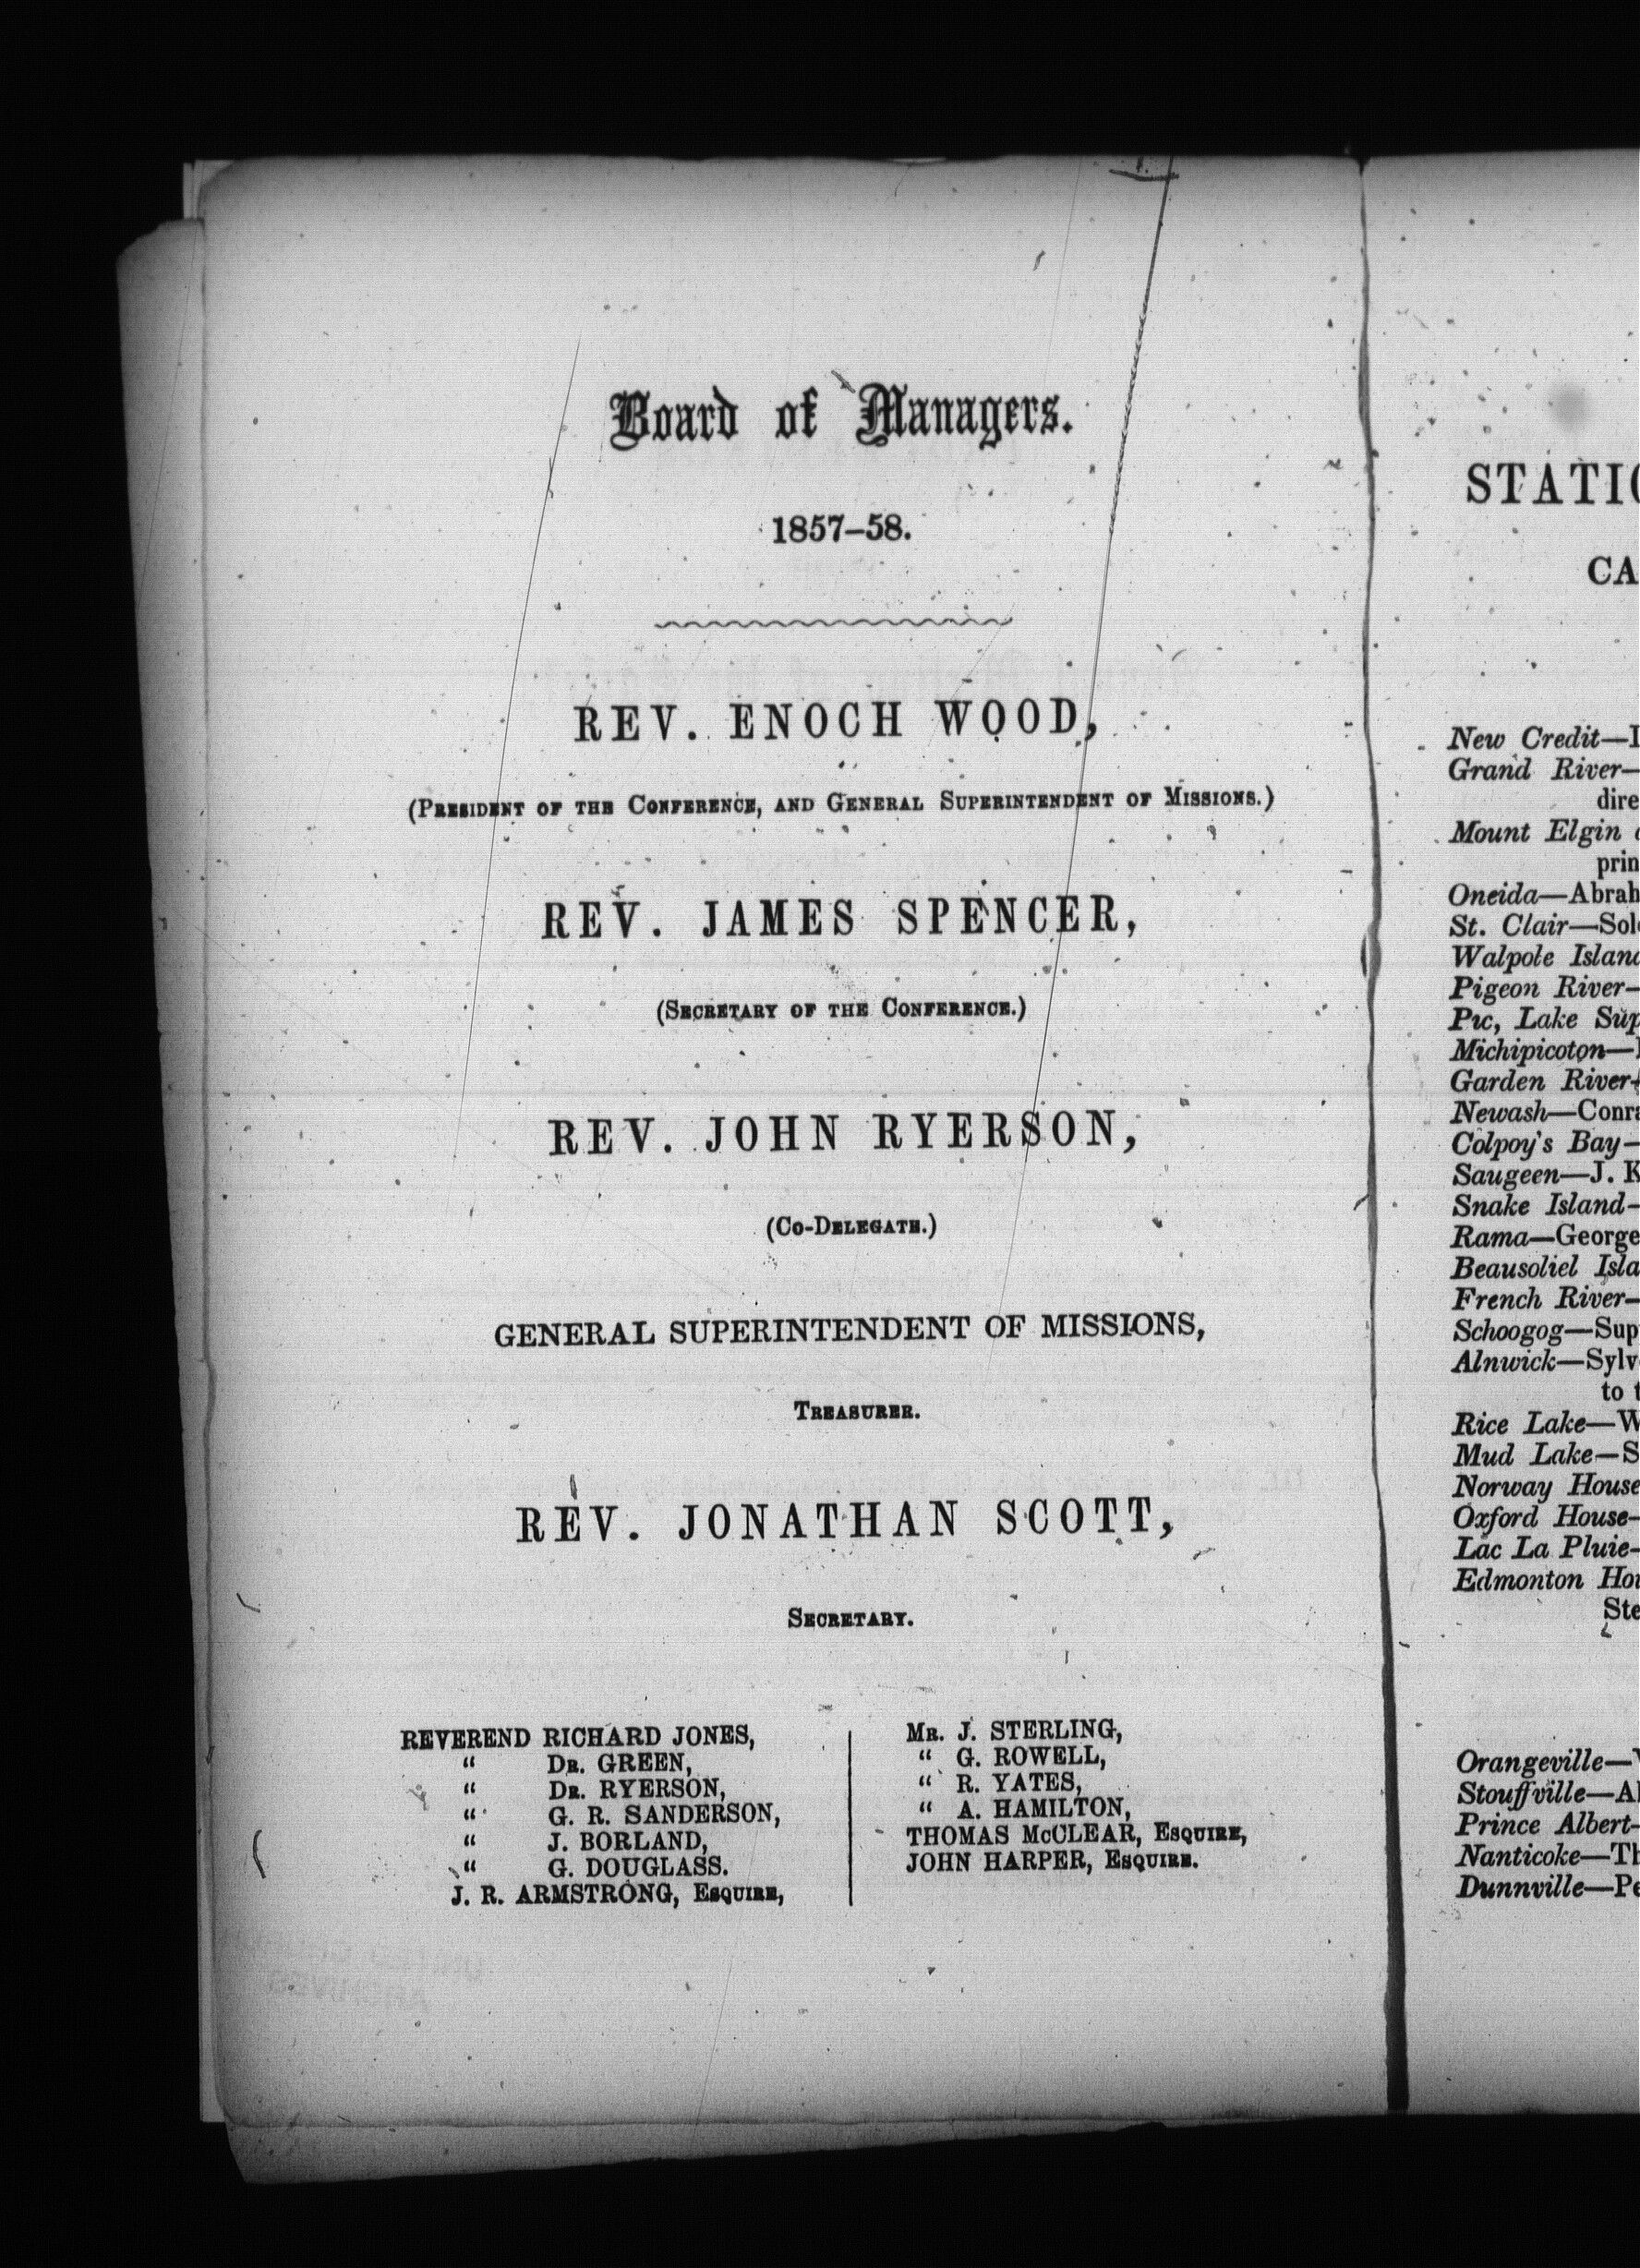 Board of Managers.
1857–58.
REV. ENOCH WOOD,
(President of the Conference, and General Superintendent of Missions.)
REV. JAMES SPENCER,
(Secretary of the Conference.)
REV. JOHN RYERSON,
(Co-Delegate.)
GENERAL SUPERINTENDENT OF MISSIONS,
Treasurer.
REV. JONATHAN SCOTT,
Secretary.
REVEREND RICHARD JONES,
“ Dr. GREEN,
“ Dr. RYERSON,
“ G. R. SANDERSON,
“ J. BORLAND,
“ G. DOUGLASS.
J. R. ARMSTRONG, Esquire,
Mr. J. STERLING,
“ G. ROWELL,
“ R. YATES,
“ A. HAMILTON,
THOMAS McCLEAR, Esquire,
JOHN HARPER, Esquire.
STATIO
CA
New Credit—
Grand River—
dire
Mount Elgin
prin
Oneida—Abrah
St. Clair—Sol
Walpole Island
Pigeon River—
Pic, Lake Sup
Michipicoton—
Garden River—
Newash—Conra
Colpoy's Bay—
Saugeen—J. K
Snake Island—
Rama—George
Beausoliel Isla
French River—
Schoogog—Sup
Alnwick—Sylv
to t
Rice Lake—W
Mud Lake—S
Norway House
Oxford House—
Lac La Pluie—
Edmonton Hou
Ste
Orangeville—
Stouffville—Al
Prince Albert—
Nanticoke—Th
Dunnville—Pe